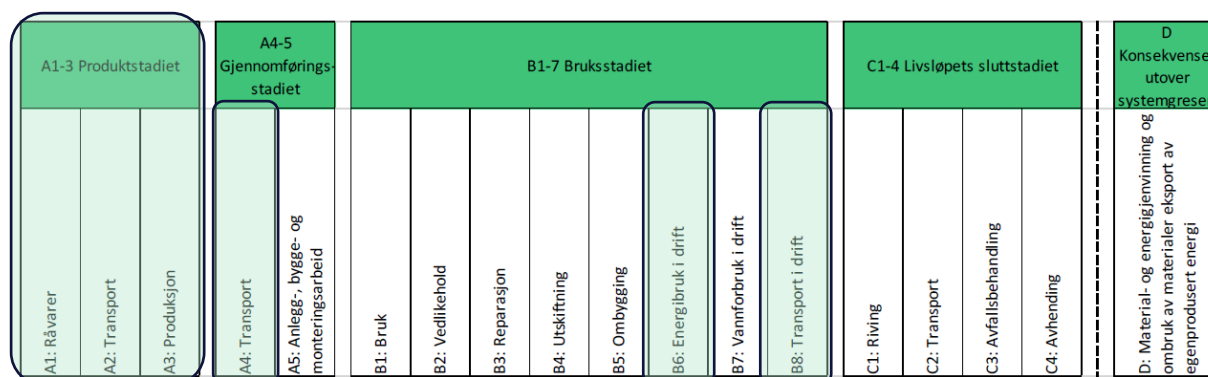 A1-3 Produktstadiet
A4-5
Gjennomførings-
stadiet
B1-7 Bruksstadiet
C1-4 Livsløpets sluttstadiet
D
Konsekvense
utover
systemgrese
A1: Råvarer
A2: Transport
A3: Produksjon
A4: Transport
A5: Anlegg-, bygge- og
monteringsarbeid
B1: Bruk
B2: Vedlikehold
B3: Reparasjon
B4: Utskiftning
B5: Ombygging
B6: Energibruk i drift
B7: Vannforbruk i drift
B8: Transport i drift
C1: Riving
C2: Transport
C3: Avfallsbehandling
C4: Avhending
D: Material- og energigjenvinning og
ombruk av materialer eksport av
egenprodusert energi